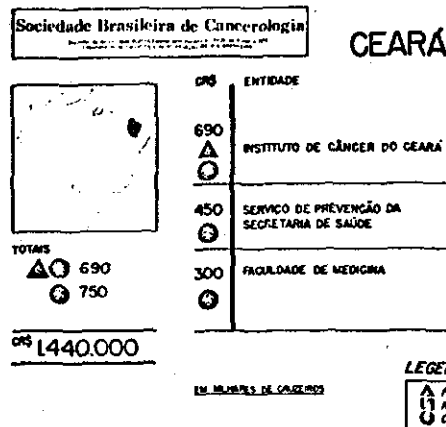 Sociedade Brasileira de Cancerologia
CEARÁ
CR$ ENTIDADE
690 INSTITUTO DE CÂNCER DO CEARÁ
450 SERVIÇO DE PREVENÇÃO DA
SECRETARIA DE SAÚDE
300 FACULDADE DE MEDICINA
TOTAIS
690
750
CR$ 1.440.000
EM MILHARES DE CRUZEIROS
LEGE